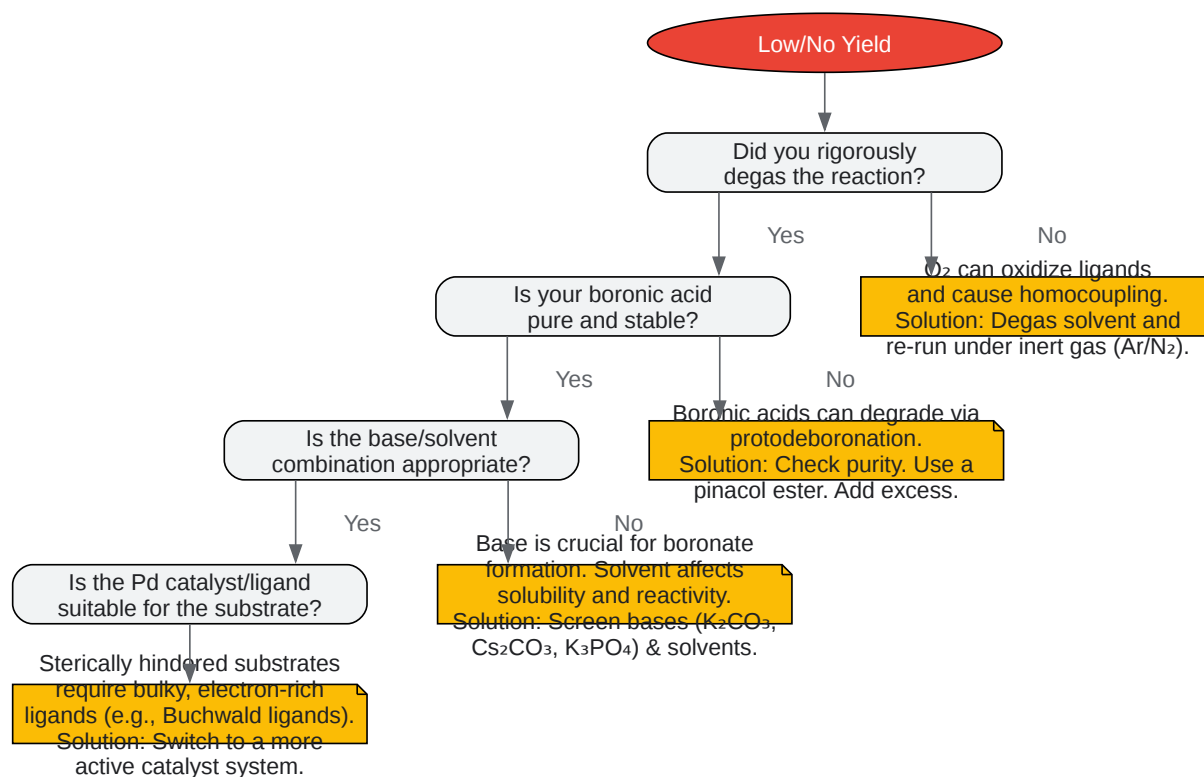 Low/No Yield
Did you rigorously
degas the reaction?
Yes
No
O₂ can oxidize ligands
and cause homocoupling.
Solution: Degas solvent and
re-run under inert gas (Ar/N₂).
Is your boronic acid
pure and stable?
Yes
No
Boronic acids can degrade via
protodeboronation.
Solution: Check purity. Use a
pinacol ester. Add excess.
Is the base/solvent
combination appropriate?
Yes
No
Base is crucial for boronate
formation. Solvent affects
solubility and reactivity.
Solution: Screen bases (K₂CO₃,
Cs₂CO₃, K₃PO₄) & solvents.
Is the Pd catalyst/ligand
suitable for the substrate?
Sterically hindered substrates
require bulky, electron-rich
ligands (e.g., Buchwald ligands).
Solution: Switch to a more
active catalyst system.